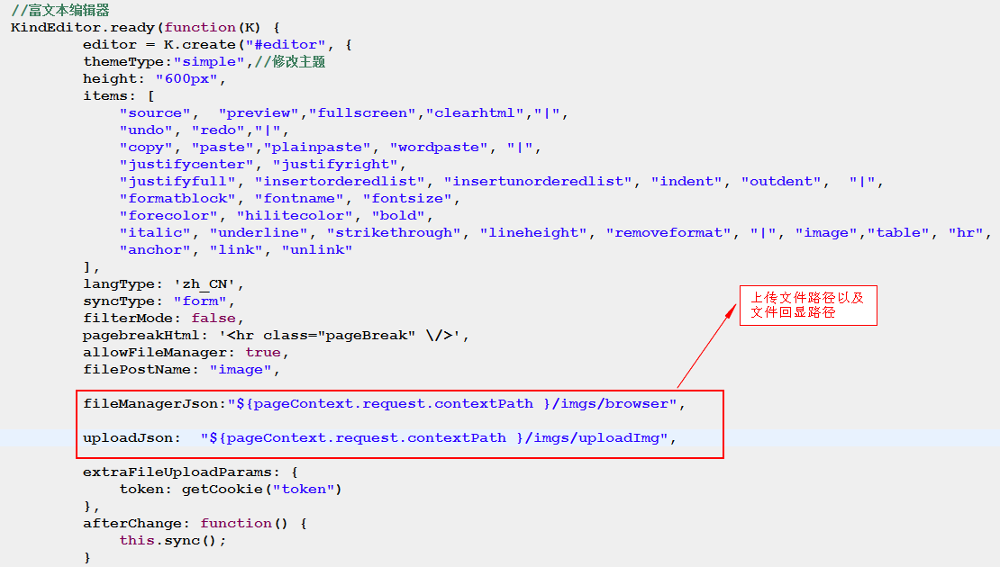 //富文本编辑器
KindEditor.ready(function(K) {
editor = K.create("#editor", {
themeType:"simple",//修改主题
height: "600px",
items: [
"source", "preview","fullscreen","clearhtml","|",
"undo", "redo","|",
"copy", "paste","plainpaste", "wordpaste", "|",
"justifycenter", "justifyright",
"justifyfull", "insertorderedlist", "insertunorderedlist", "indent", "outdent", "|",
"formatblock", "fontname", "fontsize",
"forecolor", "hilitecolor", "bold",
"italic", "underline", "strikethrough", "lineheight", "removeformat", "|", "image","table", "hr",
"anchor", "link", "unlink"
],
langType: 'zh_CN',
syncType: "form",
filterMode: false,
pagebreakHtml: '<hr class="pageBreak" \/>',
allowFileManager: true,
filePostName: "image",
fileManagerJson:"${pageContext.request.contextPath }/imgs/browser",
uploadJson: "${pageContext.request.contextPath }/imgs/uploadImg",
extraFileUploadParams: {
token: getCookie("token")
},
afterChange: function() {
this.sync();
}
上传文件路径以及
文件回显路径